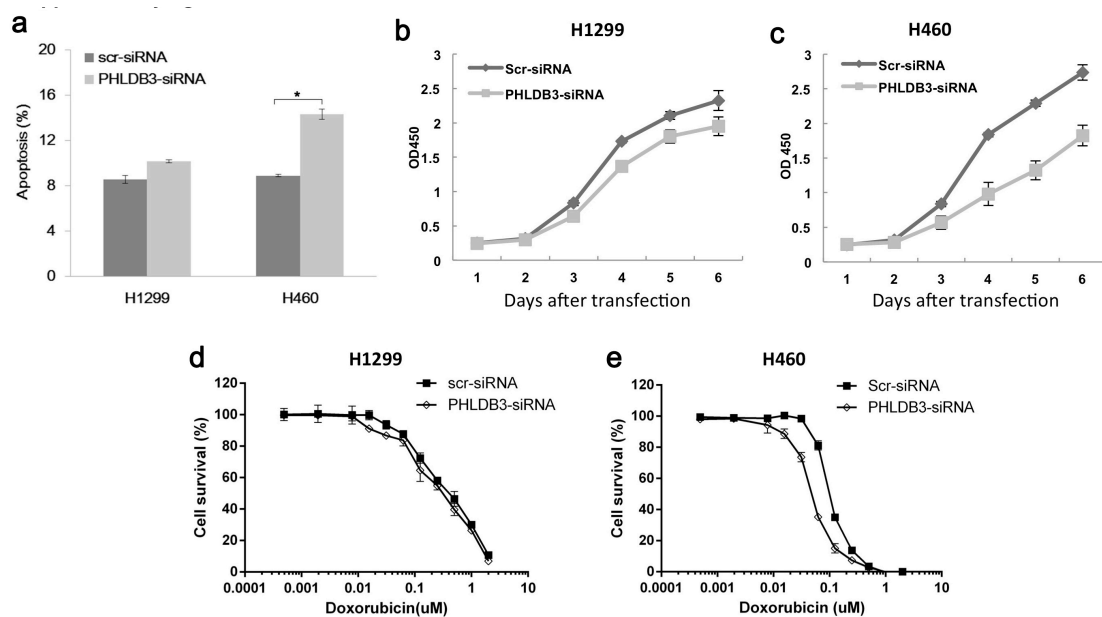 a
20
16
12
8
4
0
Apoptosis (%)
scr-siRNA
PHLDB3-siRNA
*
H1299
H460
b
H1299
3
2.5
2
1.5
1
0.5
0
OD450
Scr-siRNA
PHLDB3-siRNA
1 2 3 4 5 6
Days after transfection
c
H460
3
2.5
2
1.5
1
0.5
0
OD450
Scr-siRNA
PHLDB3-siRNA
1 2 3 4 5 6
Days after transfection
d
H1299
120
100
80
60
40
20
0
Cell survival (%)
scr-siRNA
PHLDB3-siRNA
0.0001 0.001 0.01 0.1 1 10
Doxorubicin(uM)
e
H460
120
100
80
60
40
20
0
Cell survival (%)
Scr-siRNA
PHLDB3-siRNA
0.0001 0.001 0.01 0.1 1 10
Doxorubicin (uM)